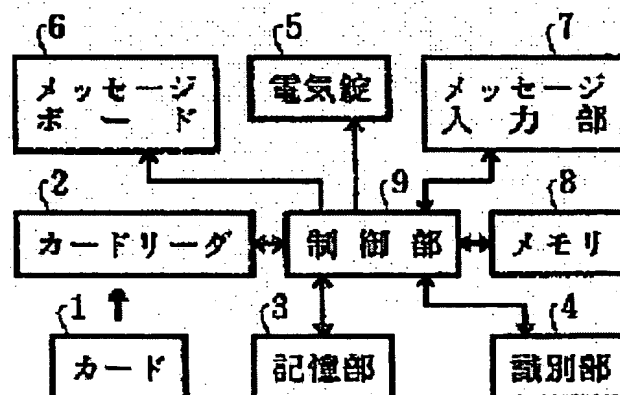 6
メッセージ
ボード
5
電気錠
7
メッセージ
入力部
2
カードリーダ
9
制御部
8
メモリ
1
カード
3
記憶部
4
識別部